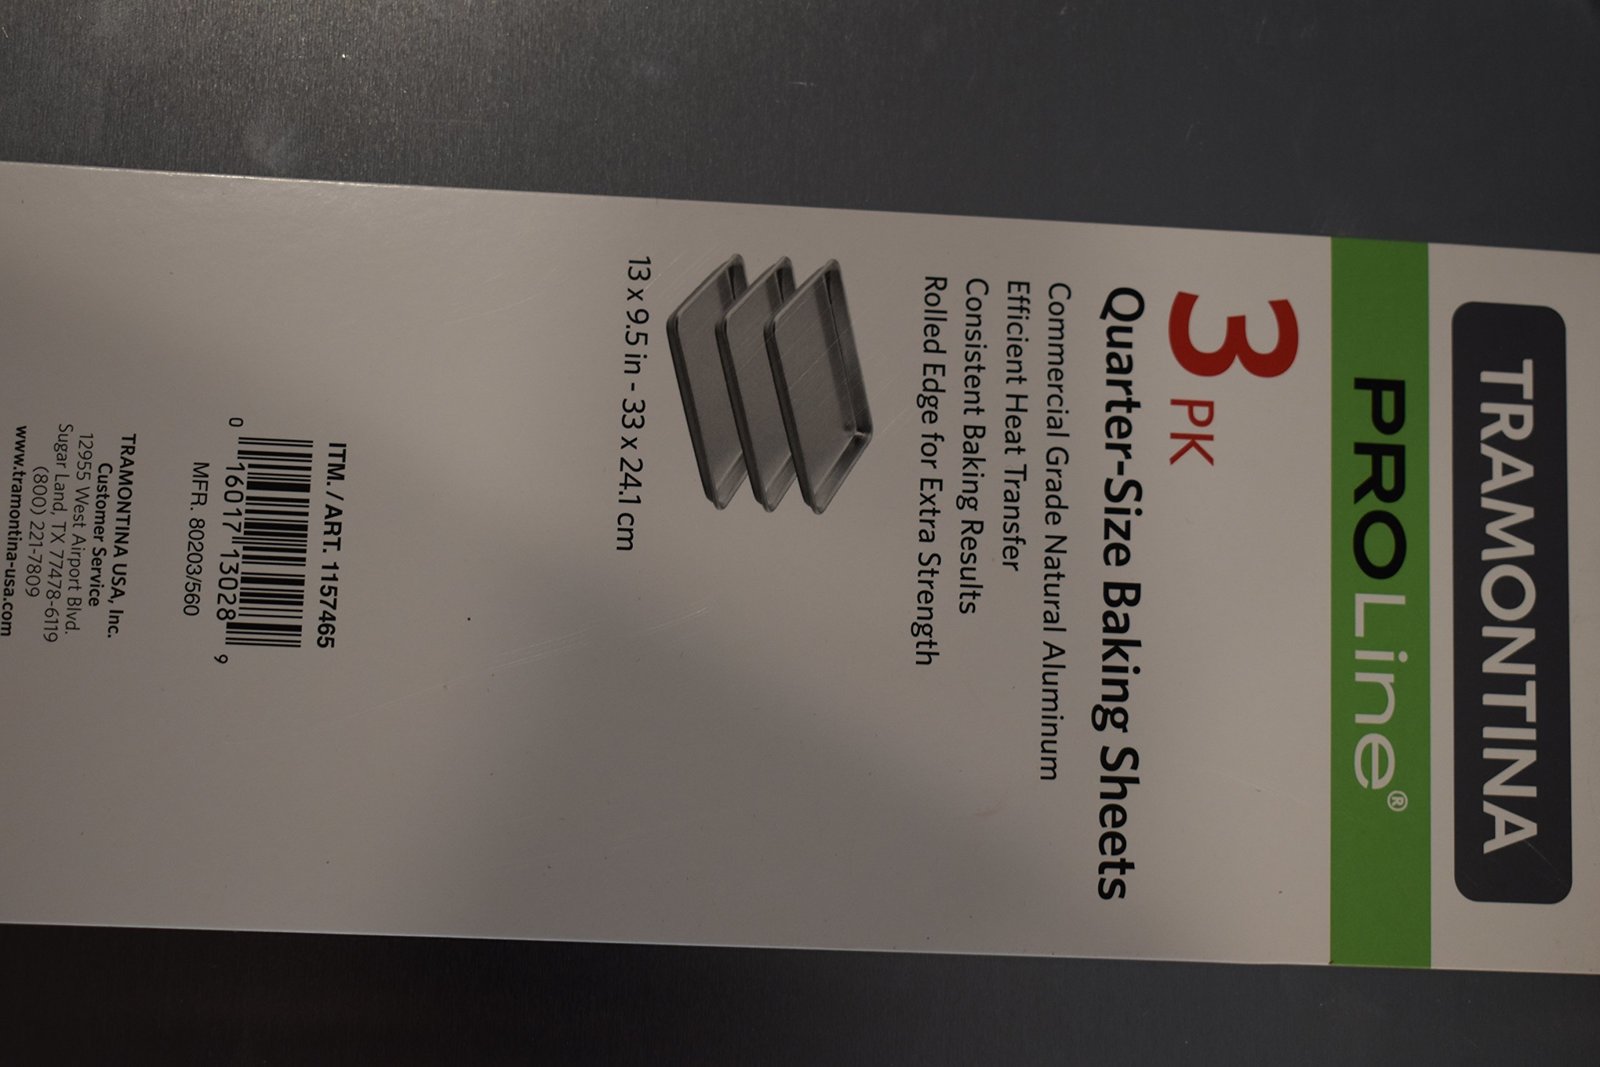 TRAMONTINA
PROLine®
3 PK
Quarter-Size Baking Sheets
Commercial Grade Natural Aluminum
Efficient Heat Transfer
Consistent Baking Results
Rolled Edge for Extra Strength
13 x 9.5 in - 33 x 24.1 cm
ITM. / ART. 1157465
0 16017 13028 9
MFR. 80203/560
TRAMONTINA USA, Inc.
Customer Service
12955 West Airport Blvd.
Sugar Land, TX 77478-6119
(800) 221-7809
www.tramontina-usa.com